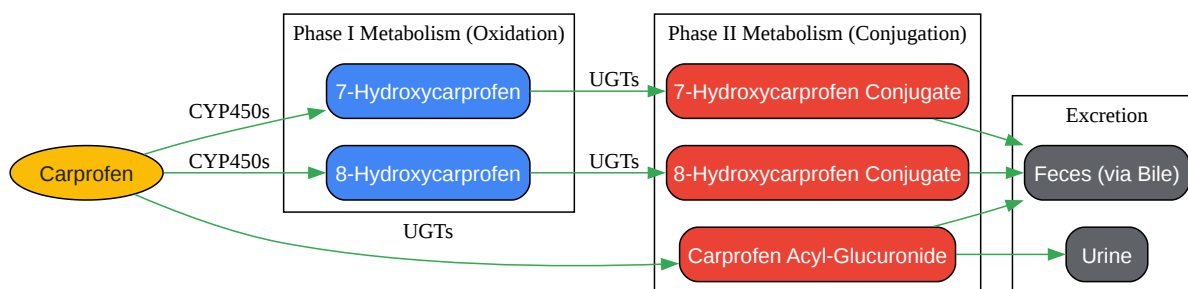 Phase I Metabolism (Oxidation)
Phase II Metabolism (Conjugation)
7-Hydroxycarprofen
UGTs
7-Hydroxycarprofen Conjugate
CYP450s
Excretion
Carprofen
CYP450s
8-Hydroxycarprofen
UGTs
8-Hydroxycarprofen Conjugate
Feces (via Bile)
UGTs
Carprofen Acyl-Glucuronide
Urine